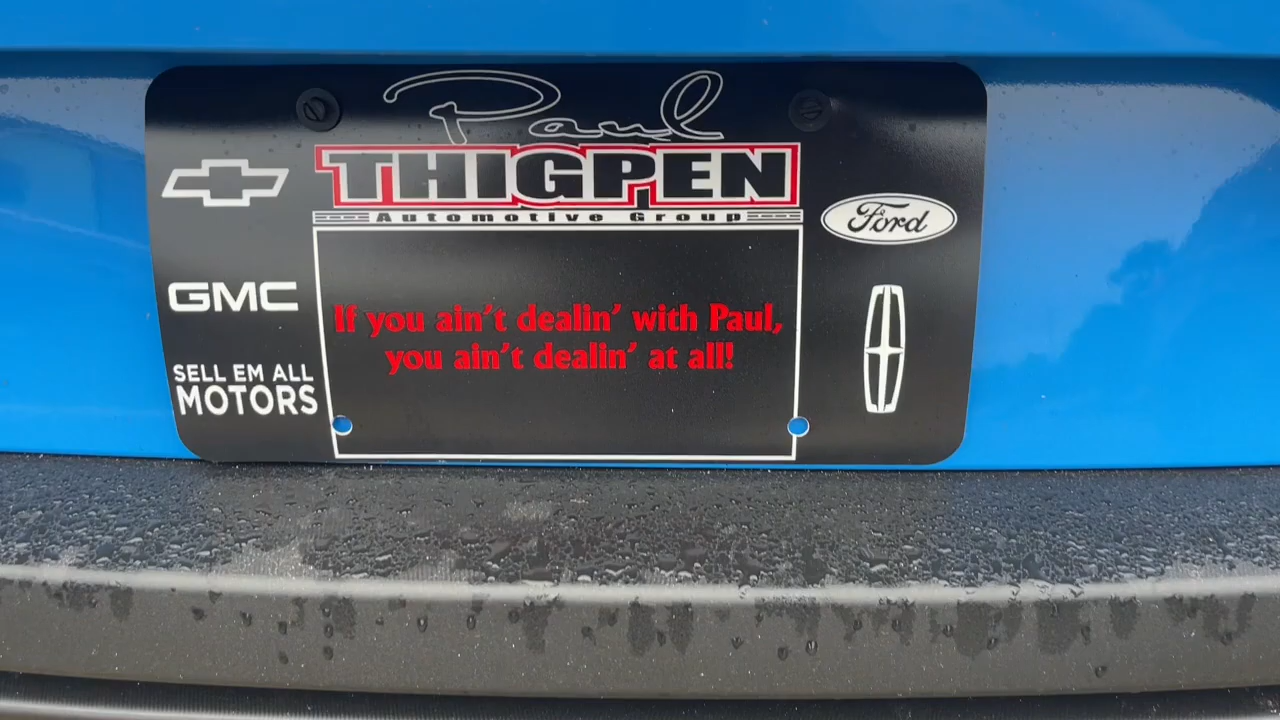 Paul
THIGPEN
Automotive Group
Ford
GMC
If you ain't dealin' with Paul,
you ain't dealin' at all!
SELL EM ALL
MOTORS